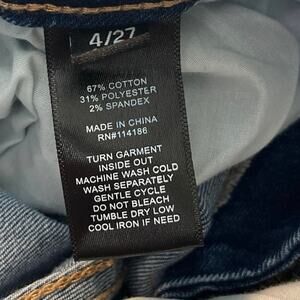 4/27
67% COTTON
31% POLYESTER
2% SPANDEX
MADE IN CHINA
RN#114186
TURN GARMENT
INSIDE OUT
MACHINE WASH COLD
WASH SEPARATELY
GENTLE CYCLE
DO NOT BLEACH
TUMBLE DRY LOW
COOL IRON IF NEED